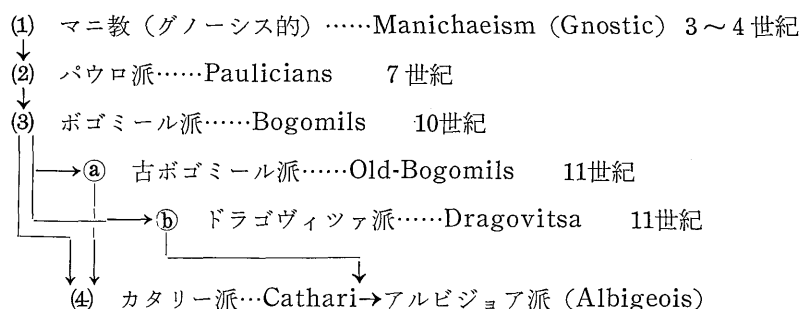 (1) マニ教（グノーシス的）……Manichaeism (Gnostic) 3～4世紀
(2) パウロ派……Paulicians 7世紀
(3) ボゴミール派……Bogomils 10世紀
ⓐ 古ボゴミール派……Old-Bogomils 11世紀
ⓑ ドラゴヴィツァ派……Dragovitsa 11世紀
(4) カタリー派…Cathari→アルビジョア派（Albigeois）